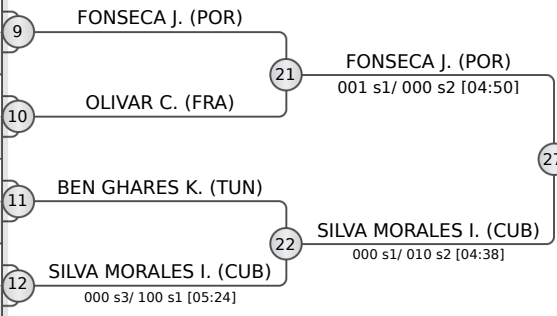 9
FONSECA J. (POR)
21
FONSECA J. (POR)
001 s1/ 000 s2 [04:50]
10
OLIVAR C. (FRA)
27
11
BEN GHARES K. (TUN)
22
SILVA MORALES I. (CUB)
000 s1/ 010 s2 [04:38]
12
SILVA MORALES I. (CUB)
000 s3/ 100 s1 [05:24]